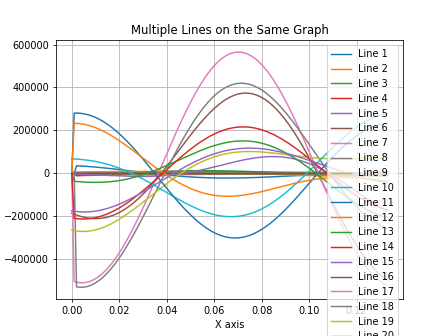 Multiple Lines on the Same Graph
600000
400000
200000
0
−200000
−400000
0.00 0.02 0.04 0.06 0.08 0.10
X axis
Line 1
Line 2
Line 3
Line 4
Line 5
Line 6
Line 7
Line 8
Line 9
Line 10
Line 11
Line 12
Line 13
Line 14
Line 15
Line 16
Line 17
Line 18
Line 19
Line 20